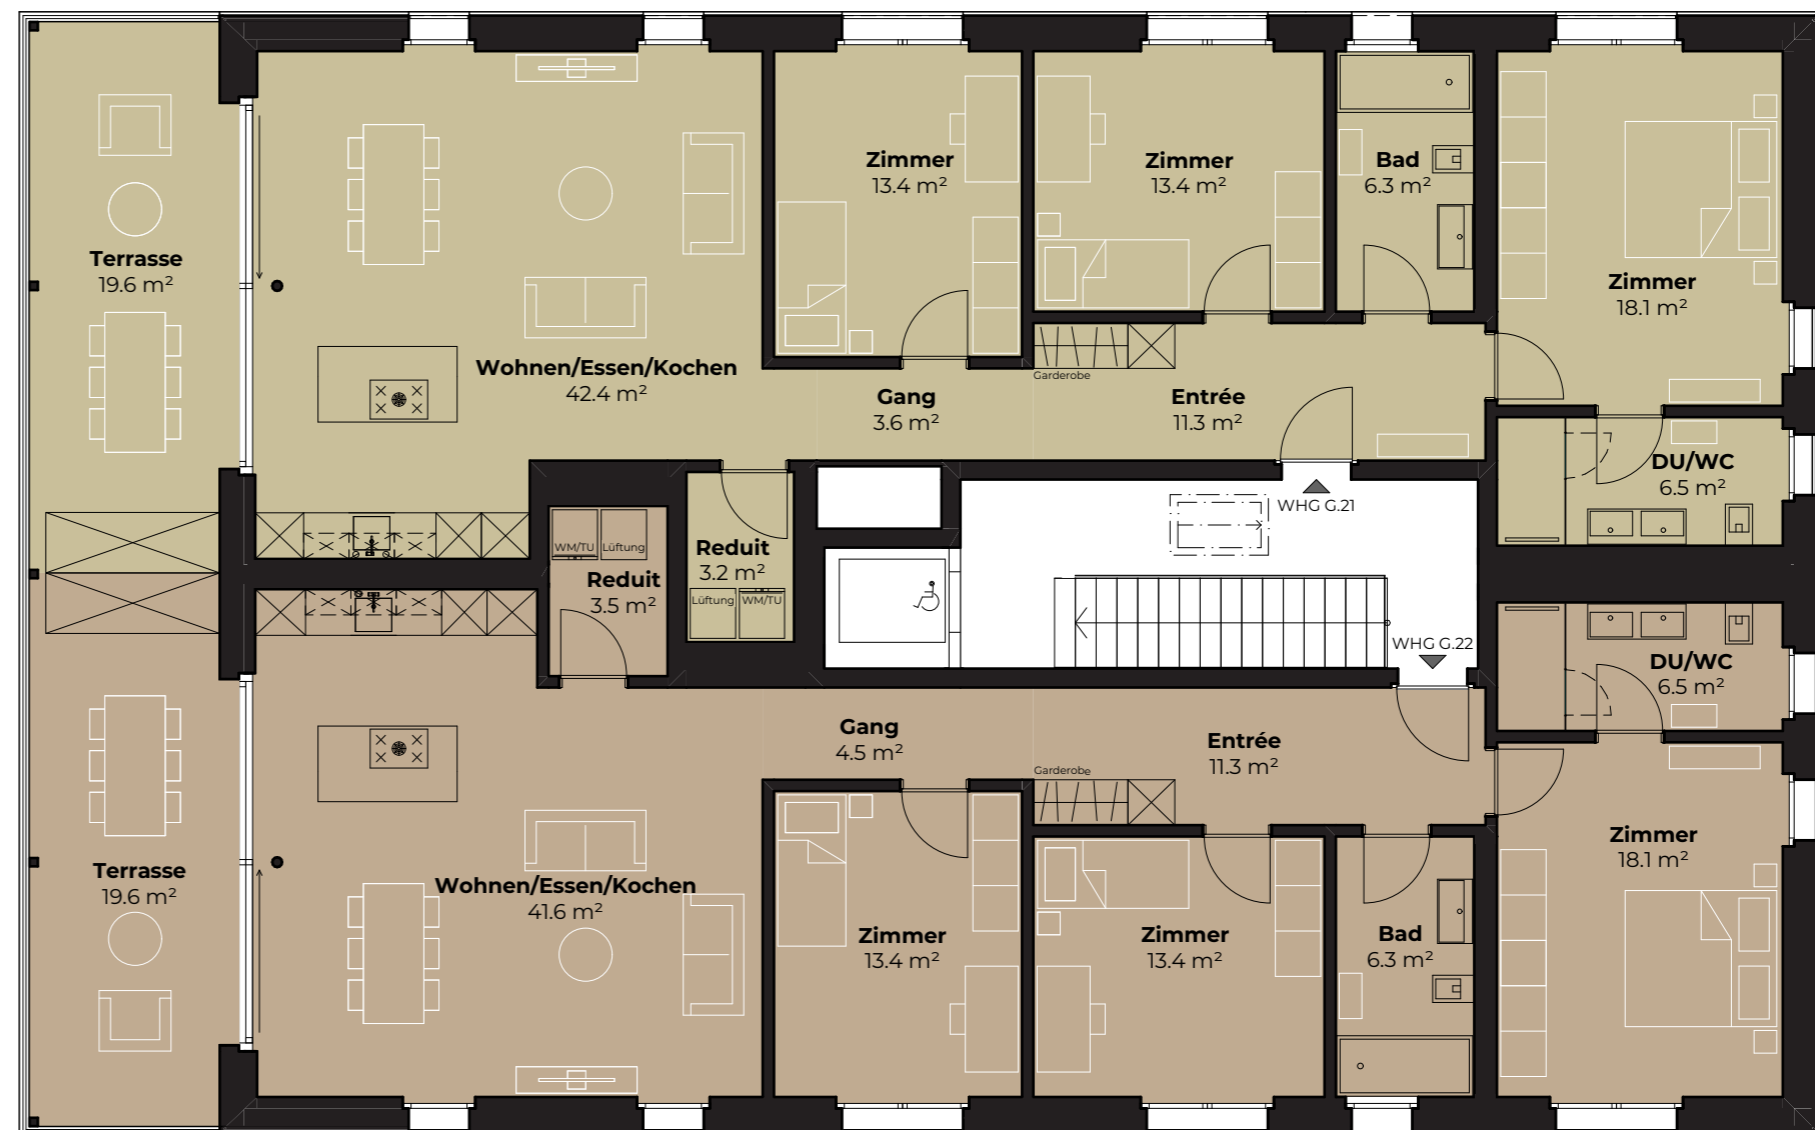 Zimmer
13.4 m²
Zimmer
13.4 m²
Bad
6.3 m²
Terrasse
19.6 m²
Zimmer
18.1 m²
Wohnen/Essen/Kochen
42.4 m²
Garderobe
Gang
3.6 m²
Entrée
11.3 m²
DU/WC
6.5 m²
WHG G.21
WM/TU
Lüftung
Reduit
3.2 m²
Reduit
3.5 m²
Lüftung
WM/TU
WHG G.22
DU/WC
6.5 m²
Gang
4.5 m²
Entrée
11.3 m²
Garderobe
Zimmer
18.1 m²
Terrasse
19.6 m²
Wohnen/Essen/Kochen
41.6 m²
Zimmer
13.4 m²
Zimmer
13.4 m²
Bad
6.3 m²